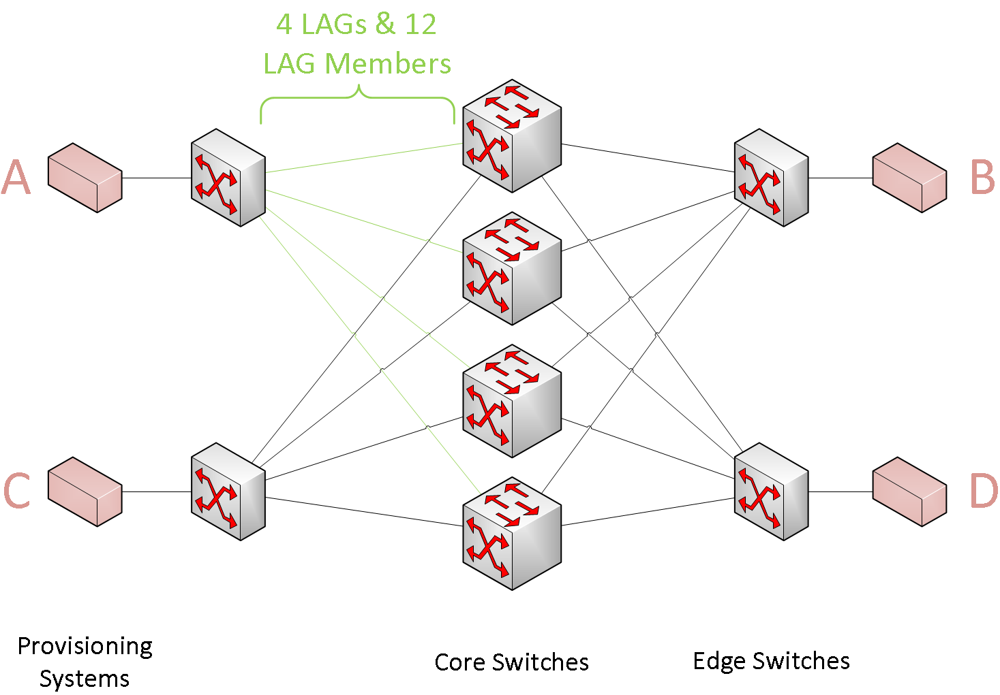 4 LAGs & 12
LAG Members
A
B
C
D
Provisioning
Systems
Core Switches
Edge Switches